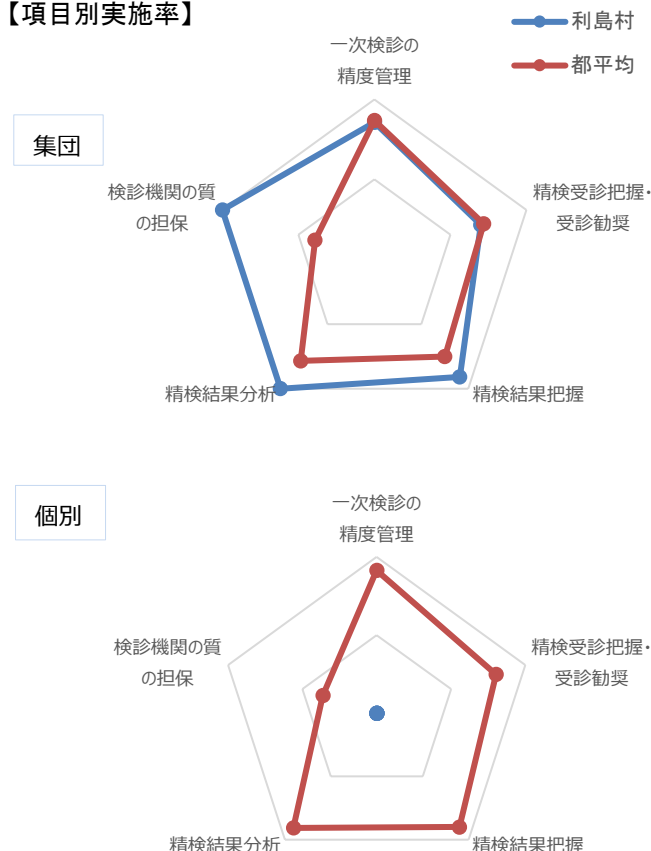 【項目別実施率】
利島村
都平均
集団
一次検診の
精度管理
精検受診把握・
受診勧奨
精検結果把握
精検結果分析
検診機関の質
の担保
個別
一次検診の
精度管理
精検受診把握・
受診勧奨
精検結果把握
精検結果分析
検診機関の質
の担保